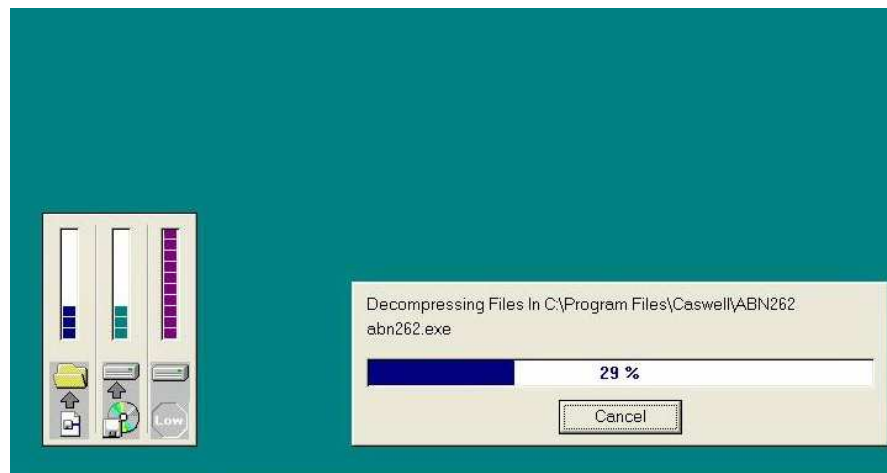 Decompressing Files In C:\Program Files\Caswell\ABN262
abn262.exe
29 %
Cancel
Low